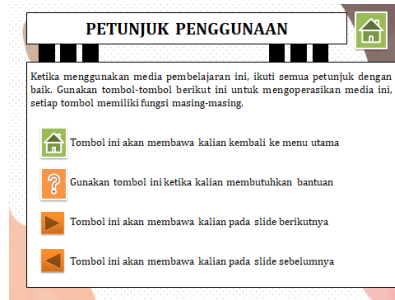 PETUNJUK PENGGUNAAN
Ketika menggunakan media pembelajaran ini, ikuti semua petunjuk dengan
baik. Gunakan tombol-tombol berikut ini untuk mengoperasikan media ini,
setiap tombol memiliki fungsi masing-masing.
Tombol ini akan membawa kalian kembali ke menu utama
?
Gunakan tombol ini ketika kalian membutuhkan bantuan
Tombol ini akan membawa kalian pada slide berikutnya
Tombol ini akan membawa kalian pada slide sebelumnya